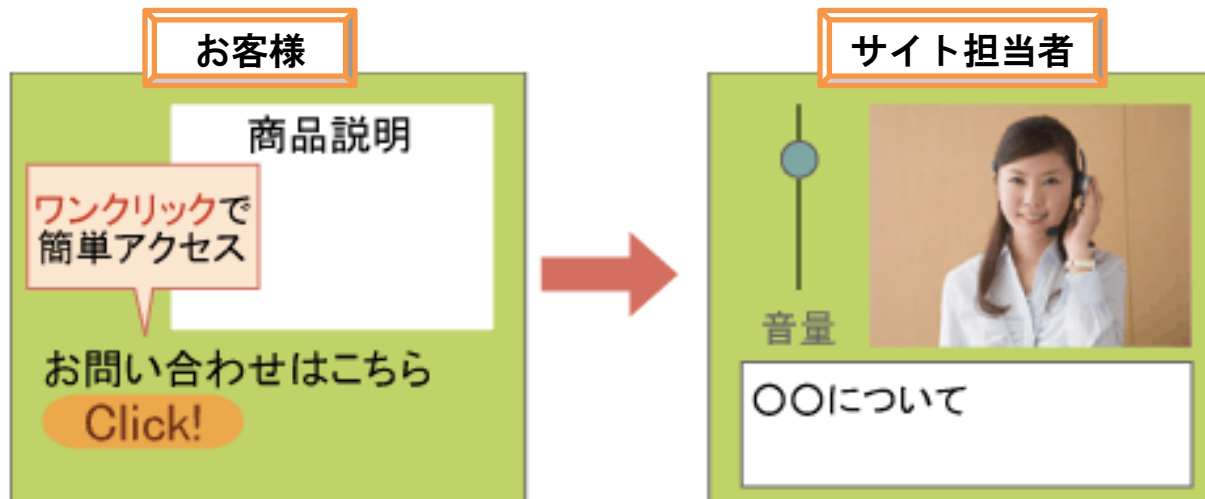 お客様
商品説明
ワンクリックで
簡単アクセス
お問い合わせはこちら
Click!
サイト担当者
音量
〇〇について